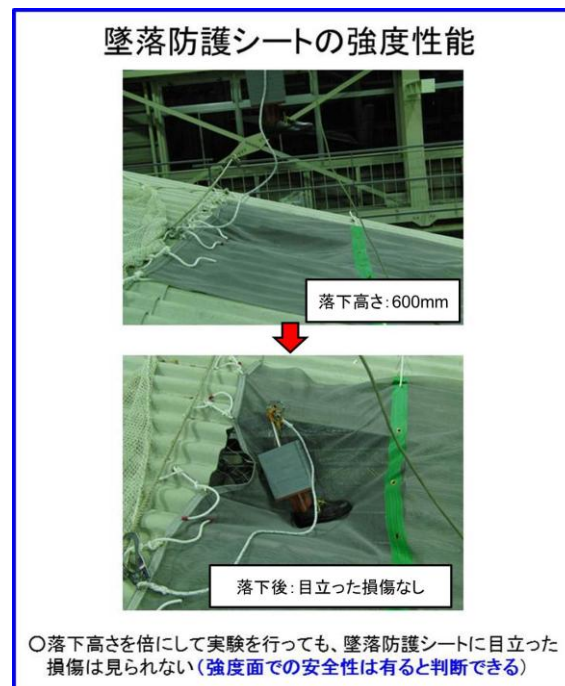 墜落防護シートの強度性能
落下高さ:600mm
落下後:目立った損傷なし
○落下高さを倍にして実験を行っても、墜落防護シートに目立った
損傷は見られない(強度面での安全性は有ると判断できる)